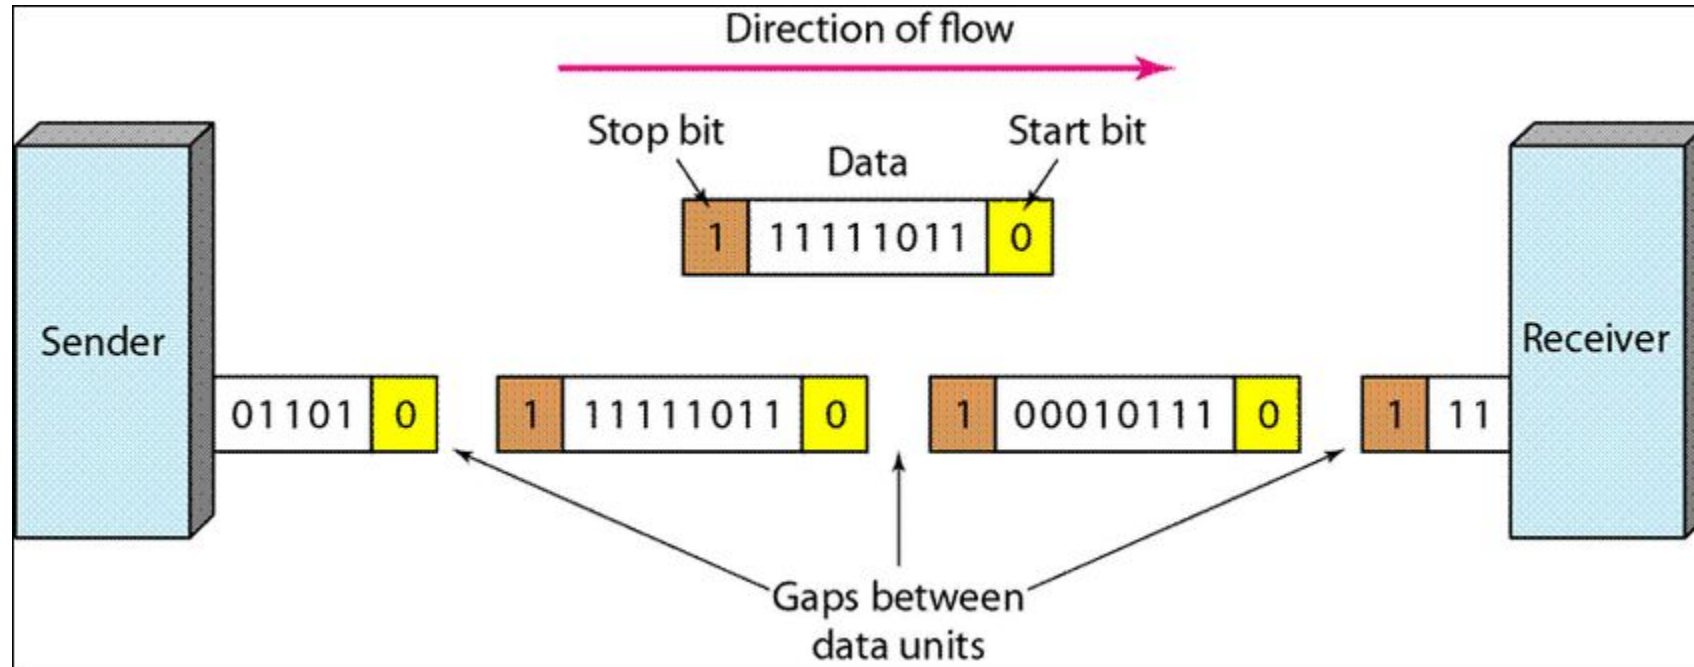 Direction of flow
Stop bit
Start bit
Data
1 11111011 0
Sender
Receiver
01101 0 1 11111011 0 1 00010111 0 1 11
Gaps between
data units